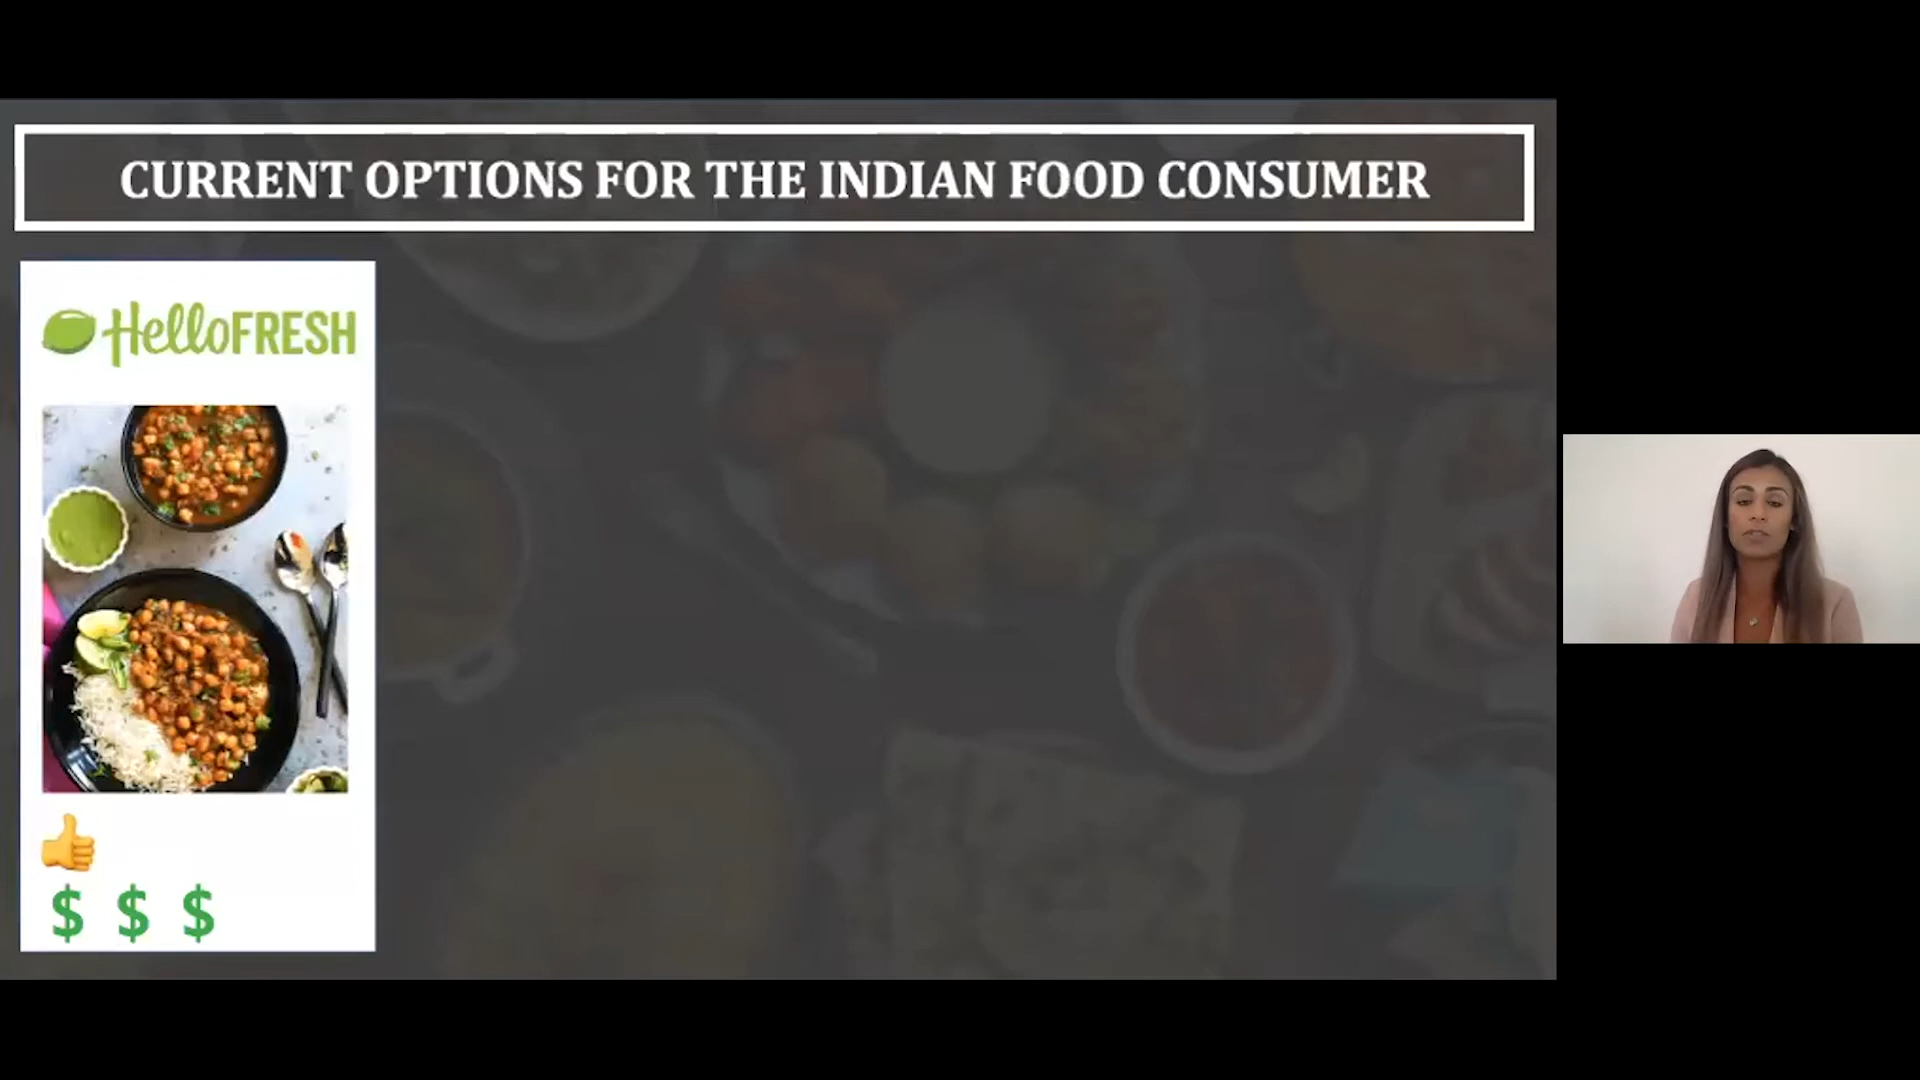 CURRENT OPTIONS FOR THE INDIAN FOOD CONSUMER
HelloFRESH
$ $ $